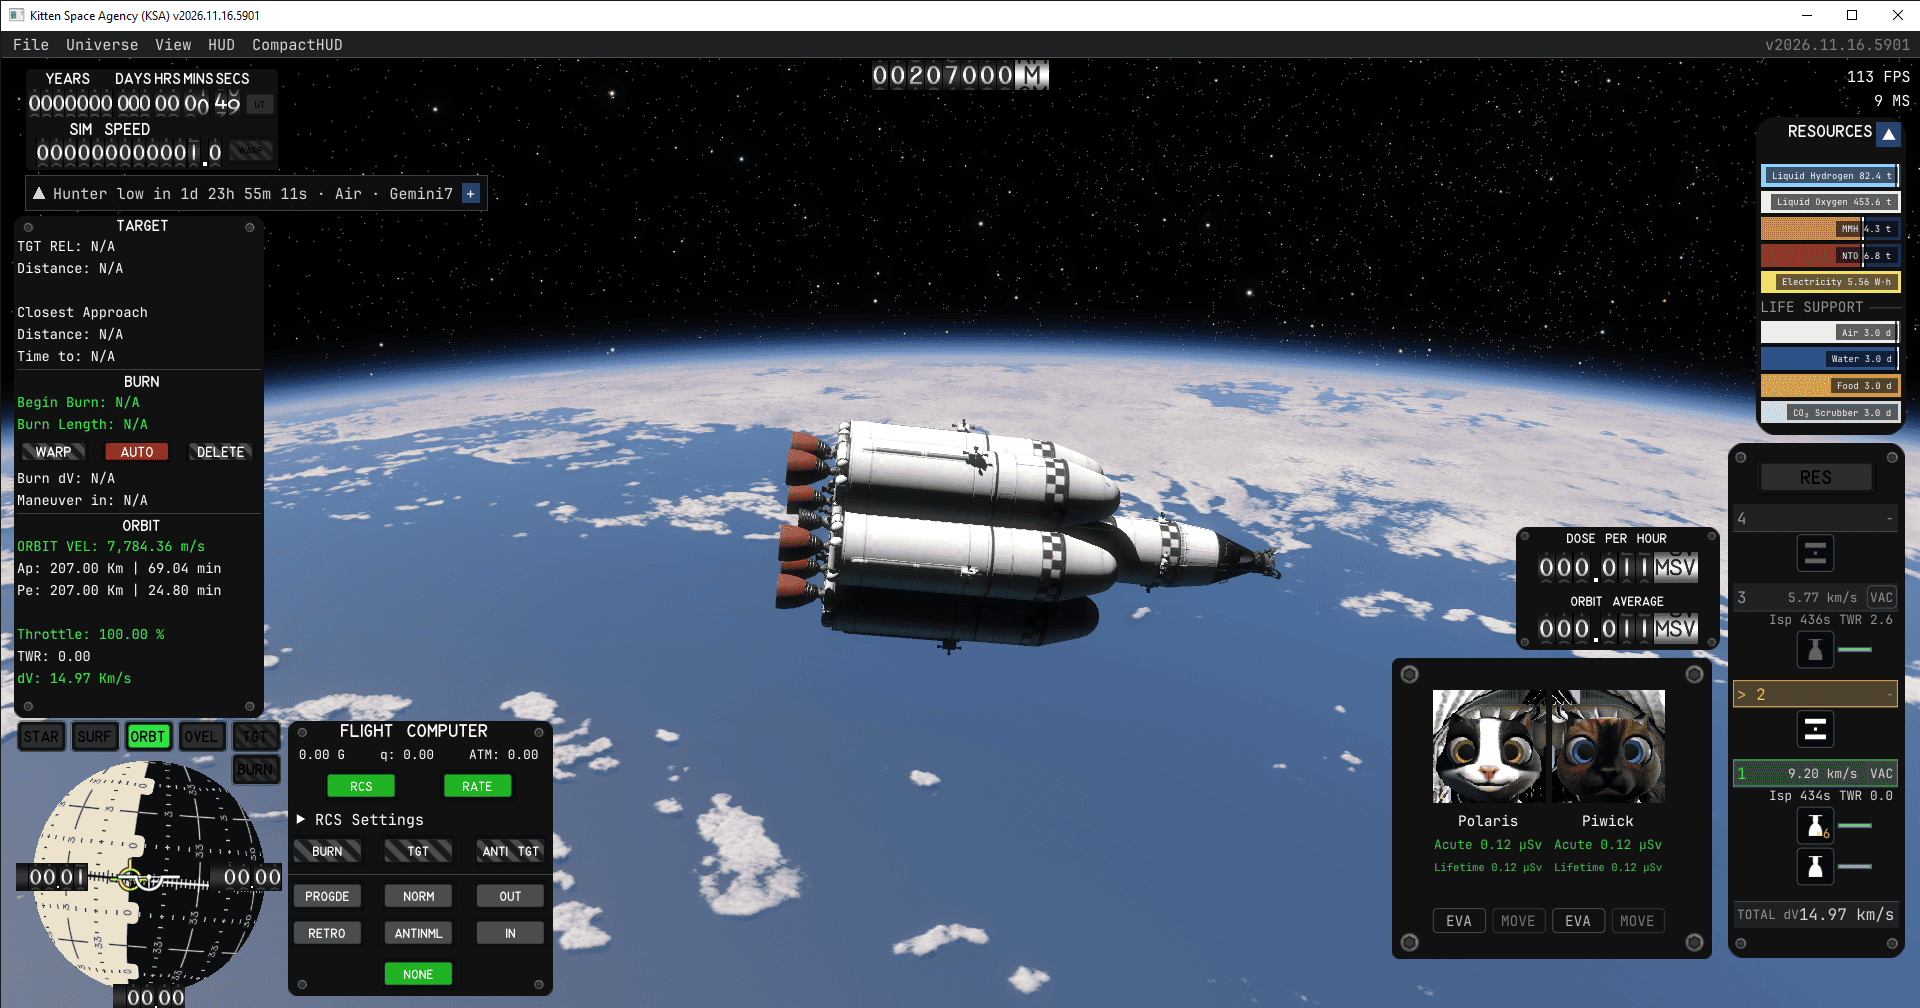 Kitten Space Agency (KSA) v2026.11.16.5901
File Universe View HUD CompactHUD
v2026.11.16.5901
YEARS DAYS HRS MINS SECS
0000000 000 00 00 49 UT
SIM SPEED
00000000001.0 WARP
00207000 M
113 FPS
9 MS
Hunter low in 1d 23h 55m 11s · Air · Gemini7 +
TARGET
TGT REL: N/A
Distance: N/A
Closest Approach
Distance: N/A
Time to: N/A
BURN
Begin Burn: N/A
Burn Length: N/A
WARP AUTO DELETE
Burn dV: N/A
Maneuver in: N/A
ORBIT
ORBIT VEL: 7,784.36 m/s
Ap: 207.00 Km | 69.04 min
Pe: 207.00 Km | 24.80 min
Throttle: 100.00 %
TWR: 0.00
dV: 14.97 Km/s
STAR SURF ORBT OVEL TGT
BURN
00.01
00.00
00.00
FLIGHT COMPUTER
0.00 G q: 0.00 ATM: 0.00
RCS RATE
RCS Settings
BURN TGT ANTI TGT
PROGDE NORM OUT
RETRO ANTINML IN
NONE
RESOURCES
Liquid Hydrogen 82.4 t
Liquid Oxygen 453.6 t
MMH 4.3 t
NTO 6.8 t
Electricity 5.56 W·h
LIFE SUPPORT
Air 3.0 d
Water 3.0 d
Food 3.0 d
CO₂ Scrubber 3.0 d
DOSE PER HOUR
000.011 MSV
ORBIT AVERAGE
000.011 MSV
Polaris Piwick
Acute 0.12 µSv Acute 0.12 µSv
Lifetime 0.12 µSv Lifetime 0.12 µSv
EVA MOVE EVA MOVE
RES
4 -
3 5.77 km/s VAC
Isp 436s TWR 2.6
> 2 -
1 9.20 km/s VAC
Isp 434s TWR 0.0
6
TOTAL dV 14.97 km/s